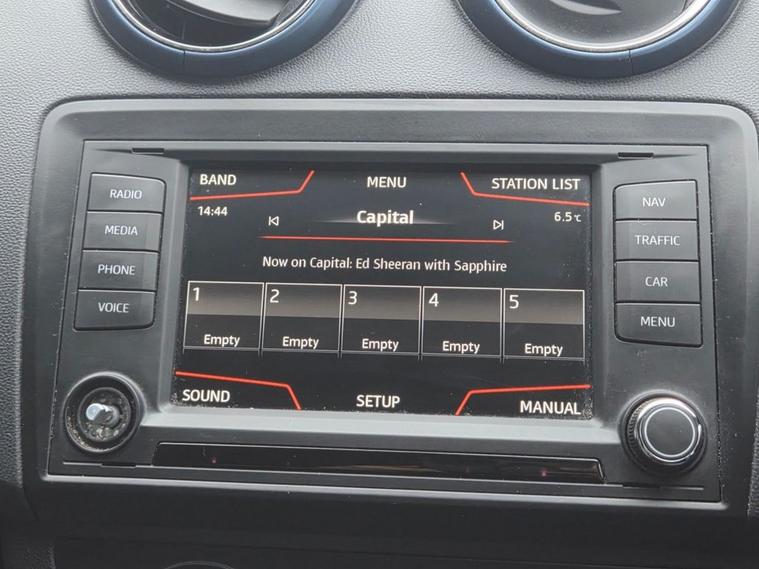 BAND MENU STATION LIST
14:44 Capital 6.5°C
Now on Capital: Ed Sheeran with Sapphire
1 2 3 4 5
Empty Empty Empty Empty Empty
SOUND SETUP MANUAL
RADIO
MEDIA
PHONE
VOICE
NAV
TRAFFIC
CAR
MENU